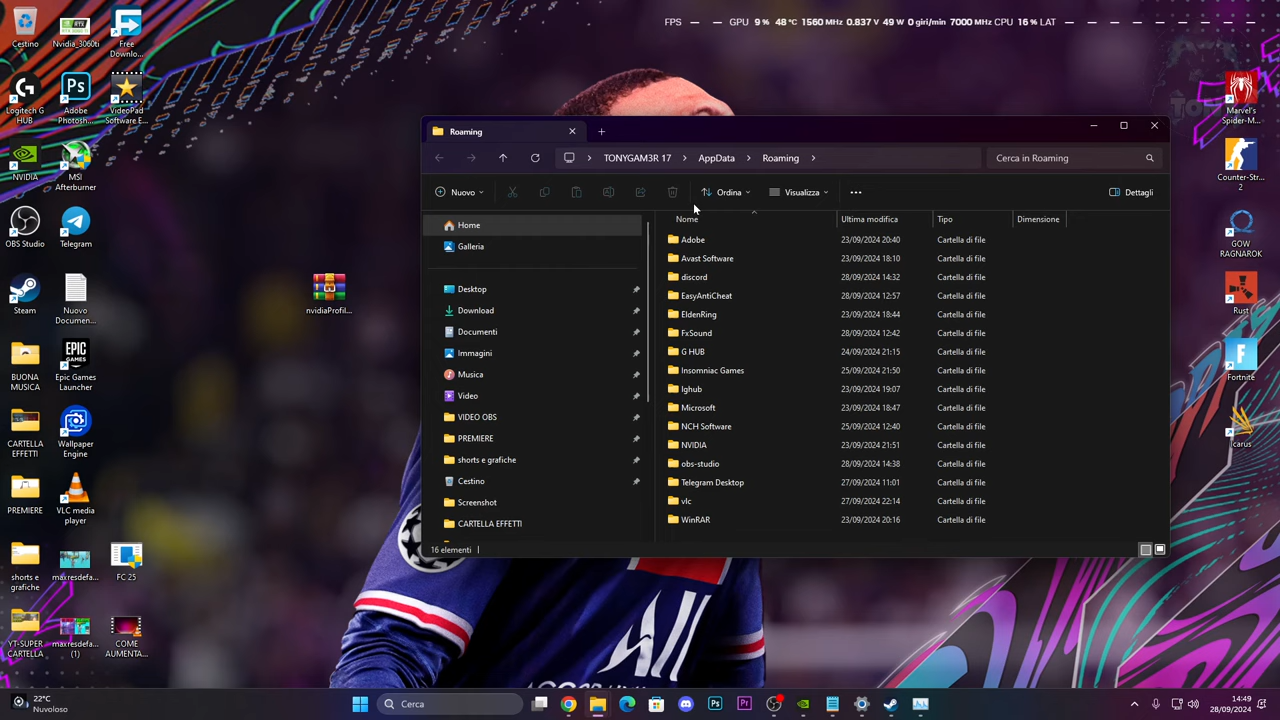 FPS — — GPU 9 % 48 °C 1560 MHz 0.837 V 49 W 0 giri/min 7000 MHz CPU 16 % LAT — — — — — — — —
Cestino
Nvidia_3060ti
Free Downlo...
Logitech G HUB
Adobe Photosh...
VideoPad Software E...
NVIDIA
MSI Afterburner
OBS Studio
Telegram
Steam
Nuovo Documen...
BUONA MUSICA
Epic Games Launcher
CARTELLA EFFETTI
Wallpaper Engine
PREMIERE
VLC media player
shorts e grafiche
maxresdefa...
FC 25
YT-SUPER CARTELLA
maxresdefa... (1)
COME AUMENTA...
nvidiaProfil...
Marvel's Spider-M...
Counter-Str... 2
GOW RAGNAROK
Rust
Fortnite
Icarus
Roaming
TONYGAM3R 17 > AppData > Roaming >
Cerca in Roaming
Nuovo
Ordina
Visualizza
Dettagli
Home
Galleria
Desktop
Download
Documenti
Immagini
Musica
Video
VIDEO OBS
PREMIERE
shorts e grafiche
Cestino
Screenshot
CARTELLA EFFETTI
Nome Ultima modifica Tipo Dimensione
Adobe 23/09/2024 20:40 Cartella di file
Avast Software 23/09/2024 18:10 Cartella di file
discord 28/09/2024 14:32 Cartella di file
EasyAntiCheat 28/09/2024 12:57 Cartella di file
EldenRing 23/09/2024 18:44 Cartella di file
FxSound 28/09/2024 12:42 Cartella di file
G HUB 24/09/2024 21:15 Cartella di file
Insomniac Games 25/09/2024 21:50 Cartella di file
lghub 23/09/2024 19:07 Cartella di file
Microsoft 23/09/2024 18:47 Cartella di file
NCH Software 25/09/2024 12:40 Cartella di file
NVIDIA 23/09/2024 21:51 Cartella di file
obs-studio 28/09/2024 14:38 Cartella di file
Telegram Desktop 27/09/2024 11:01 Cartella di file
vlc 27/09/2024 22:14 Cartella di file
WinRAR 23/09/2024 20:16 Cartella di file
16 elementi
22°C
Nuvoloso
Cerca
14:49
28/09/2024